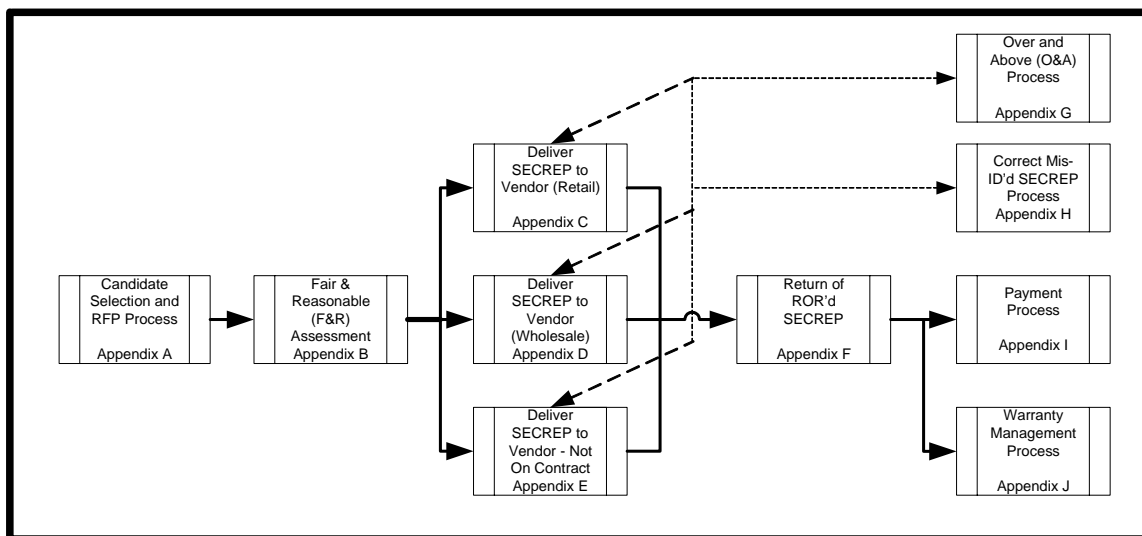 Candidate
Selection and
RFP Process
Appendix A
Fair &
Reasonable
(F&R)
Assessment
Appendix B
Deliver
SECREP to
Vendor (Retail)
Appendix C
Deliver
SECREP to
Vendor
(Wholesale)
Appendix D
Deliver
SECREP to
Vendor - Not
On Contract
Appendix E
Return of
ROR'd
SECREP
Appendix F
Over and
Above (O&A)
Process
Appendix G
Correct Mis-
ID'd SECREP
Process
Appendix H
Payment
Process
Appendix I
Warranty
Management
Process
Appendix J